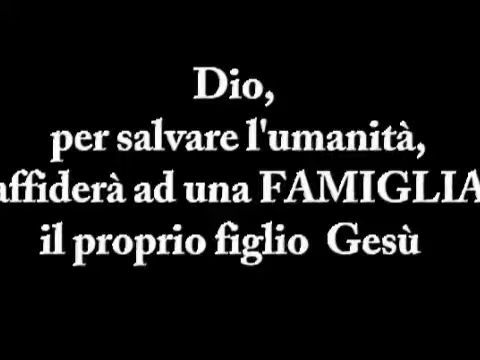 Dio,
per salvare l'umanità,
affiderà ad una FAMIGLIA
il proprio figlio Gesù